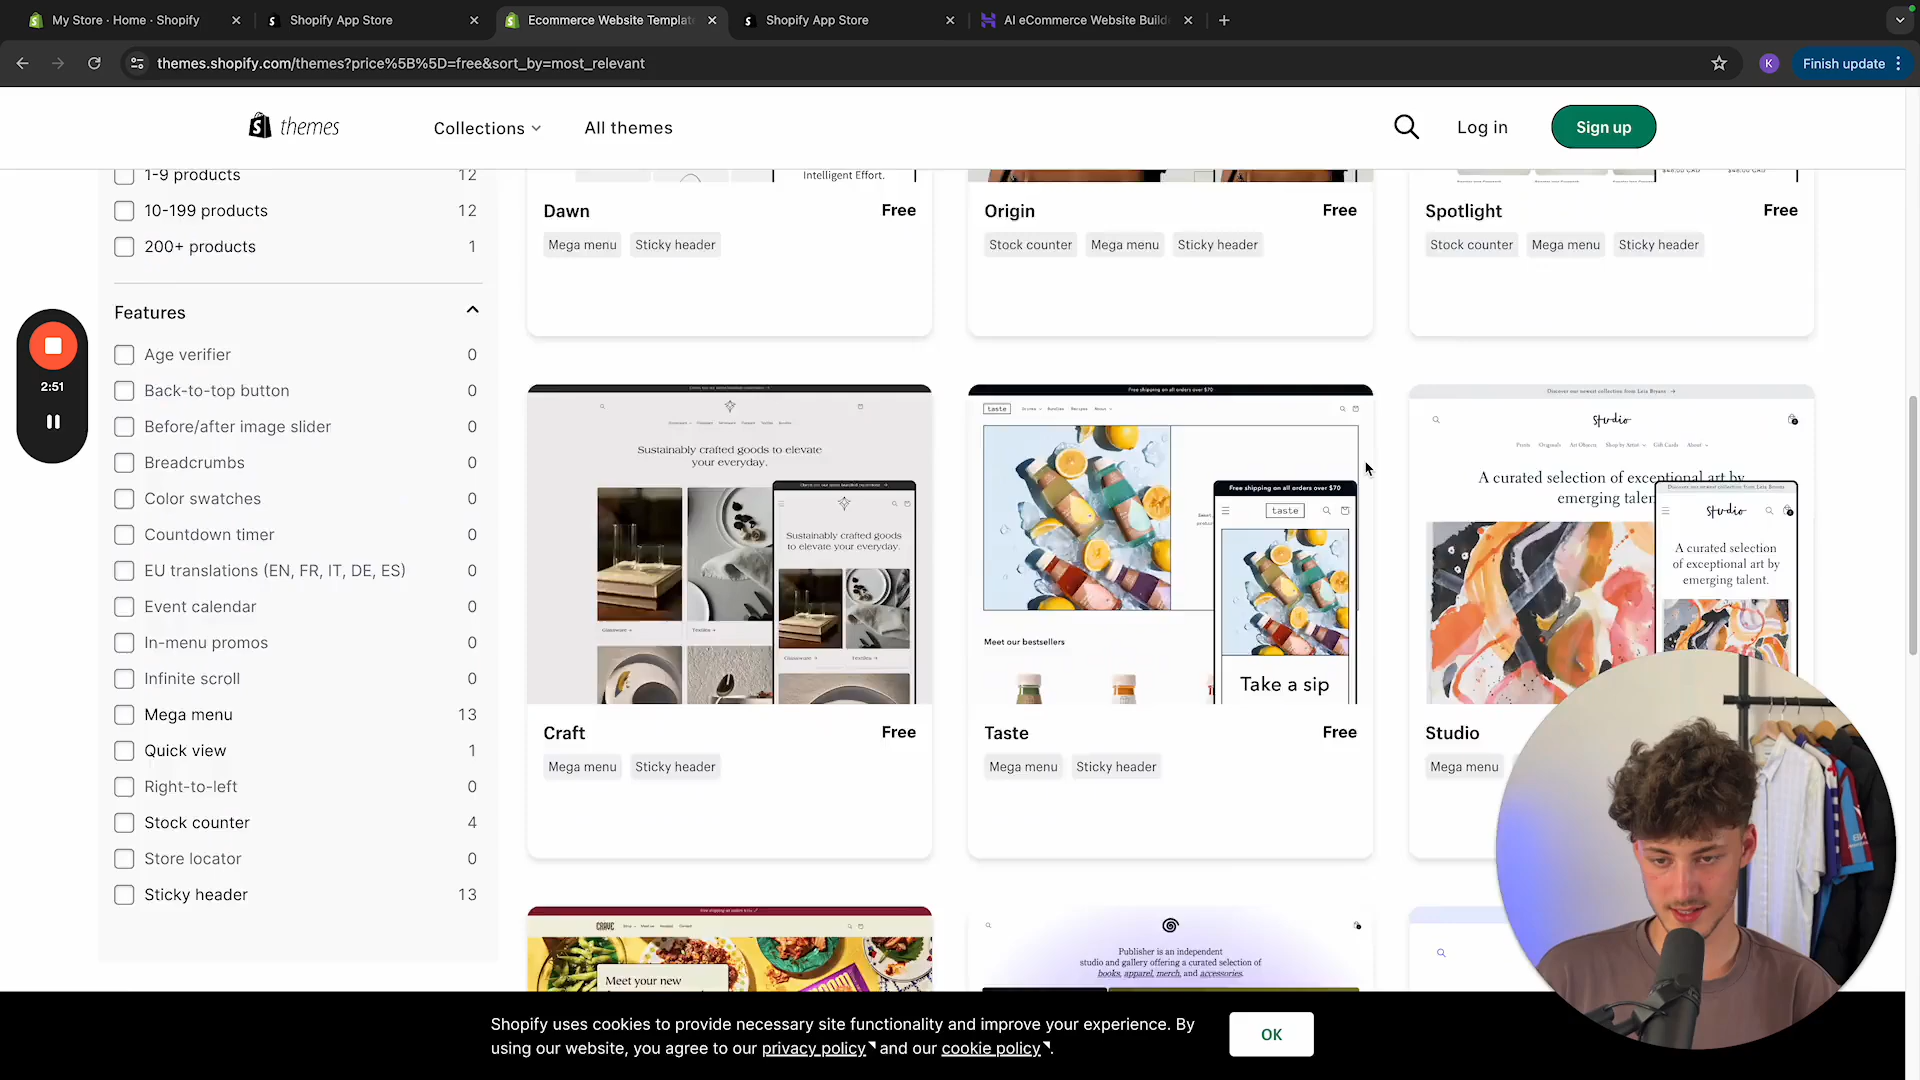 My Store · Home · Shopify
Shopify App Store
Ecommerce Website Templat
Shopify App Store
AI eCommerce Website Build
themes.shopify.com/themes?price%5B%5D=free&sort_by=most_relevant
K
Finish update
themes
Collections
All themes
Log in
Sign up
1-9 products 12
10-199 products 12
200+ products 1
Features
Age verifier 0
Back-to-top button 0
Before/after image slider 0
Breadcrumbs 0
Color swatches 0
Countdown timer 0
EU translations (EN, FR, IT, DE, ES) 0
Event calendar 0
In-menu promos 0
Infinite scroll 0
Mega menu 13
Quick view 1
Right-to-left 0
Stock counter 4
Store locator 0
Sticky header 13
2:51
Intelligent Effort.
Dawn Free
Mega menu Sticky header
Origin Free
Stock counter Mega menu Sticky header
Spotlight Free
Stock counter Mega menu Sticky header
Sustainably crafted goods to elevate
your everyday.
Sustainably crafted goods
to elevate your everyday.
Craft Free
Mega menu Sticky header
Free shipping on all orders over $70
taste
Free shipping on all orders over $70
taste
Meet our bestsellers
Take a sip
Taste Free
Mega menu Sticky header
studio
A curated selection of exceptional art by
emerging talen
studio
A curated selection
of exceptional art by
emerging talent.
Studio
Mega menu
CRAVE
Meet your new
Publisher is an independent
studio and gallery offering a curated selection of
books, apparel, merch, and accessories.
Shopify uses cookies to provide necessary site functionality and improve your experience. By
using our website, you agree to our privacy policy and our cookie policy.
OK